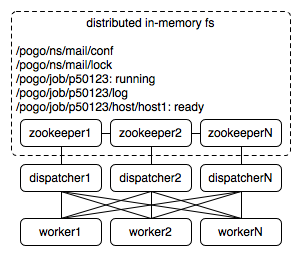 distributed in-memory fs
/pogo/ns/mail/conf
/pogo/ns/mail/lock
/pogo/job/p50123: running
/pogo/job/p50123/log
/pogo/job/p50123/host/host1: ready
zookeeper1 zookeeper2 zookeeperN
dispatcher1 dispatcher2 dispatcherN
worker1 worker2 workerN